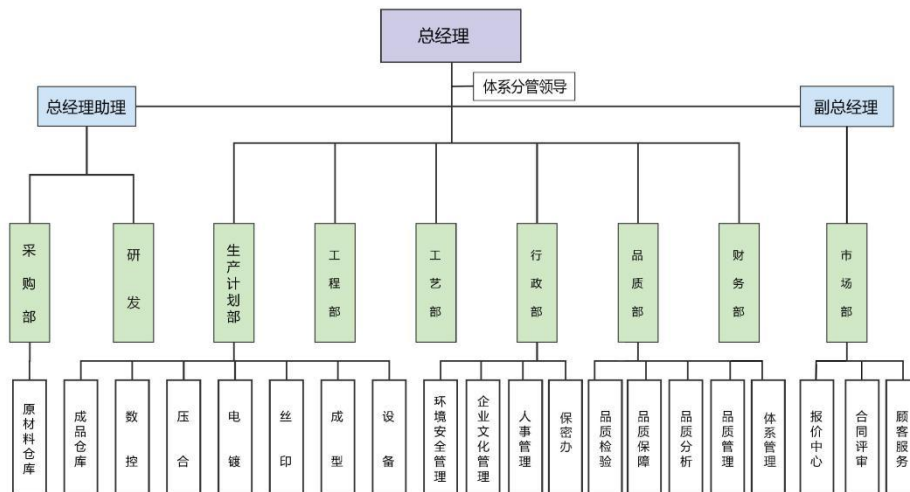 总经理
体系分管领导
总经理助理
副总经理
采购部
研发
生产计划部
工程部
工艺部
行政部
品质部
财务部
市场部
原材料仓库
成品仓库
数控
压合
电镀
丝印
成型
设备
环境安全管理
企业文化管理
人事管理
保密办
品质检验
品质保障
品质分析
品质管理
体系管理
报价中心
合同评审
顾客服务